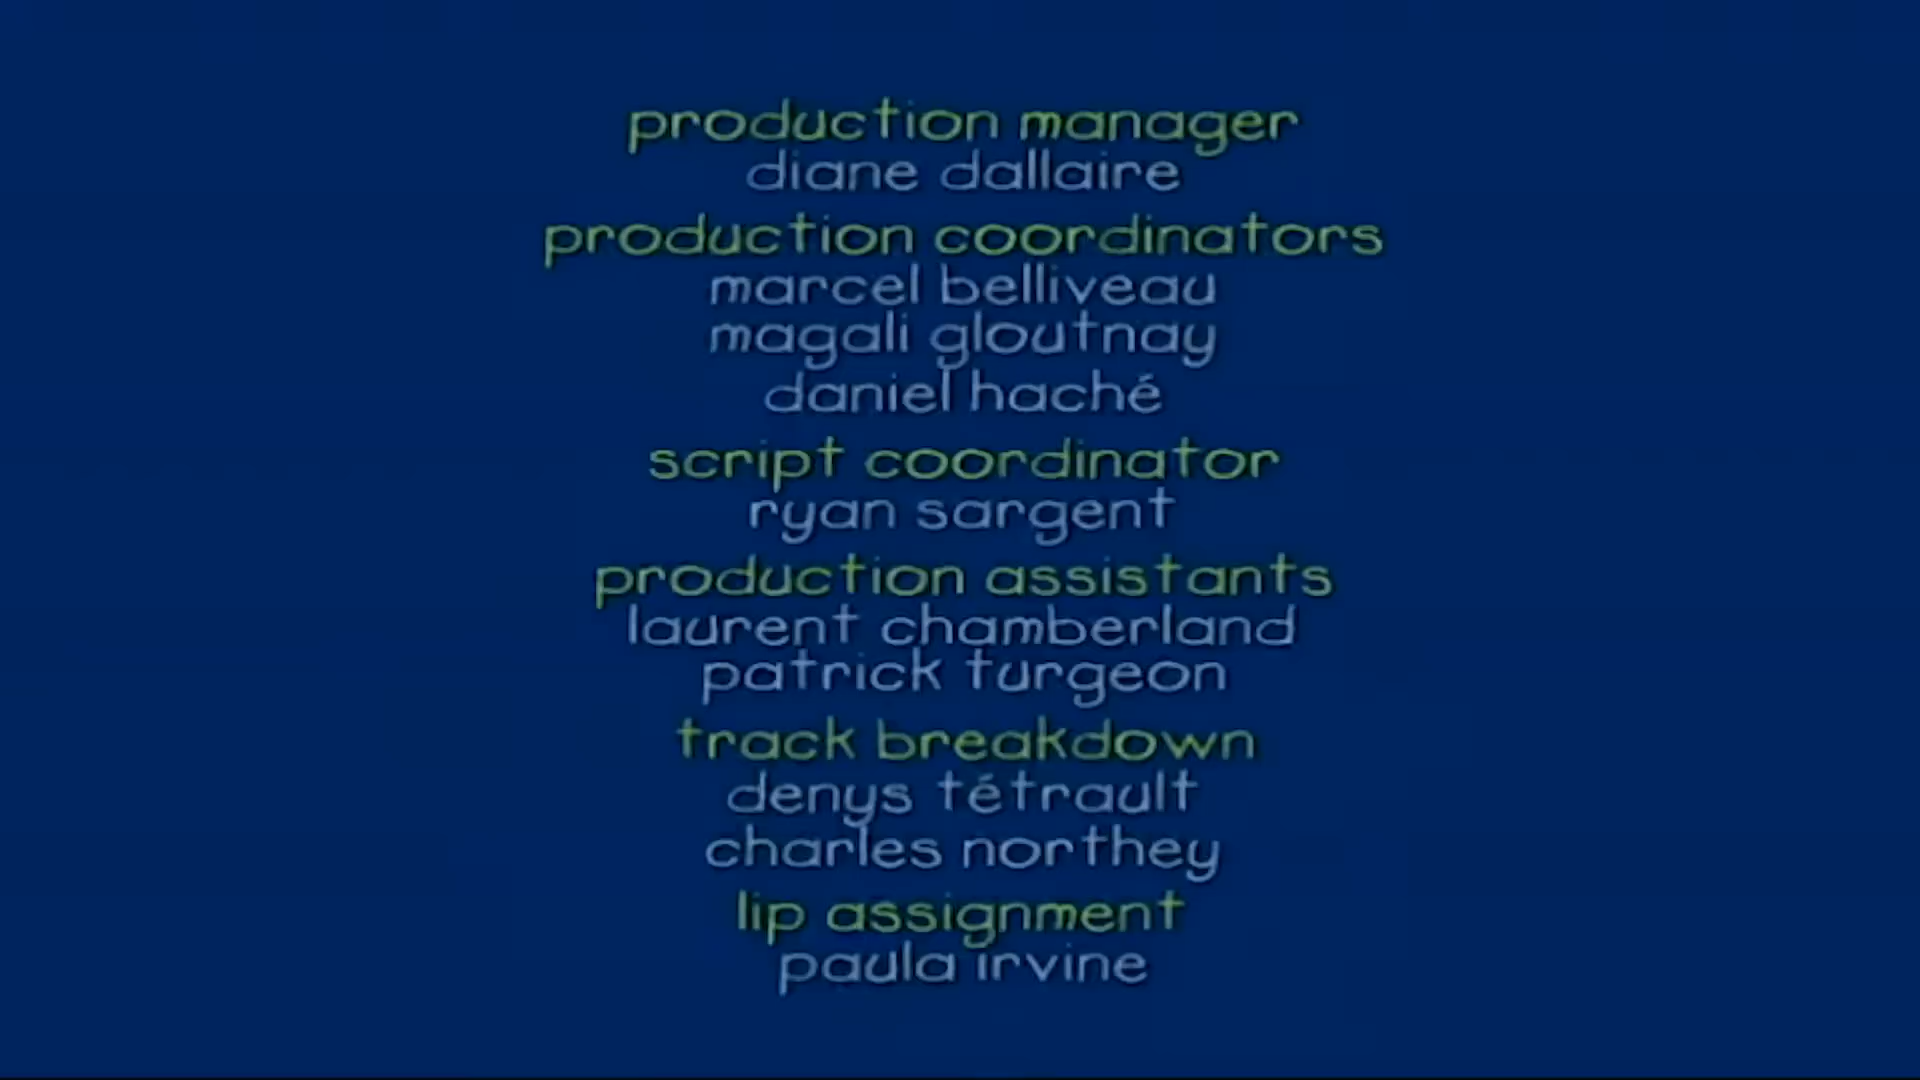 production manager
diane dallaire
production coordinators
marcel belliveau
magali gloutnay
daniel haché
script coordinator
ryan sargent
production assistants
laurent chamberland
patrick turgeon
track breakdown
denys tétrault
charles northey
lip assignment
paula irvine